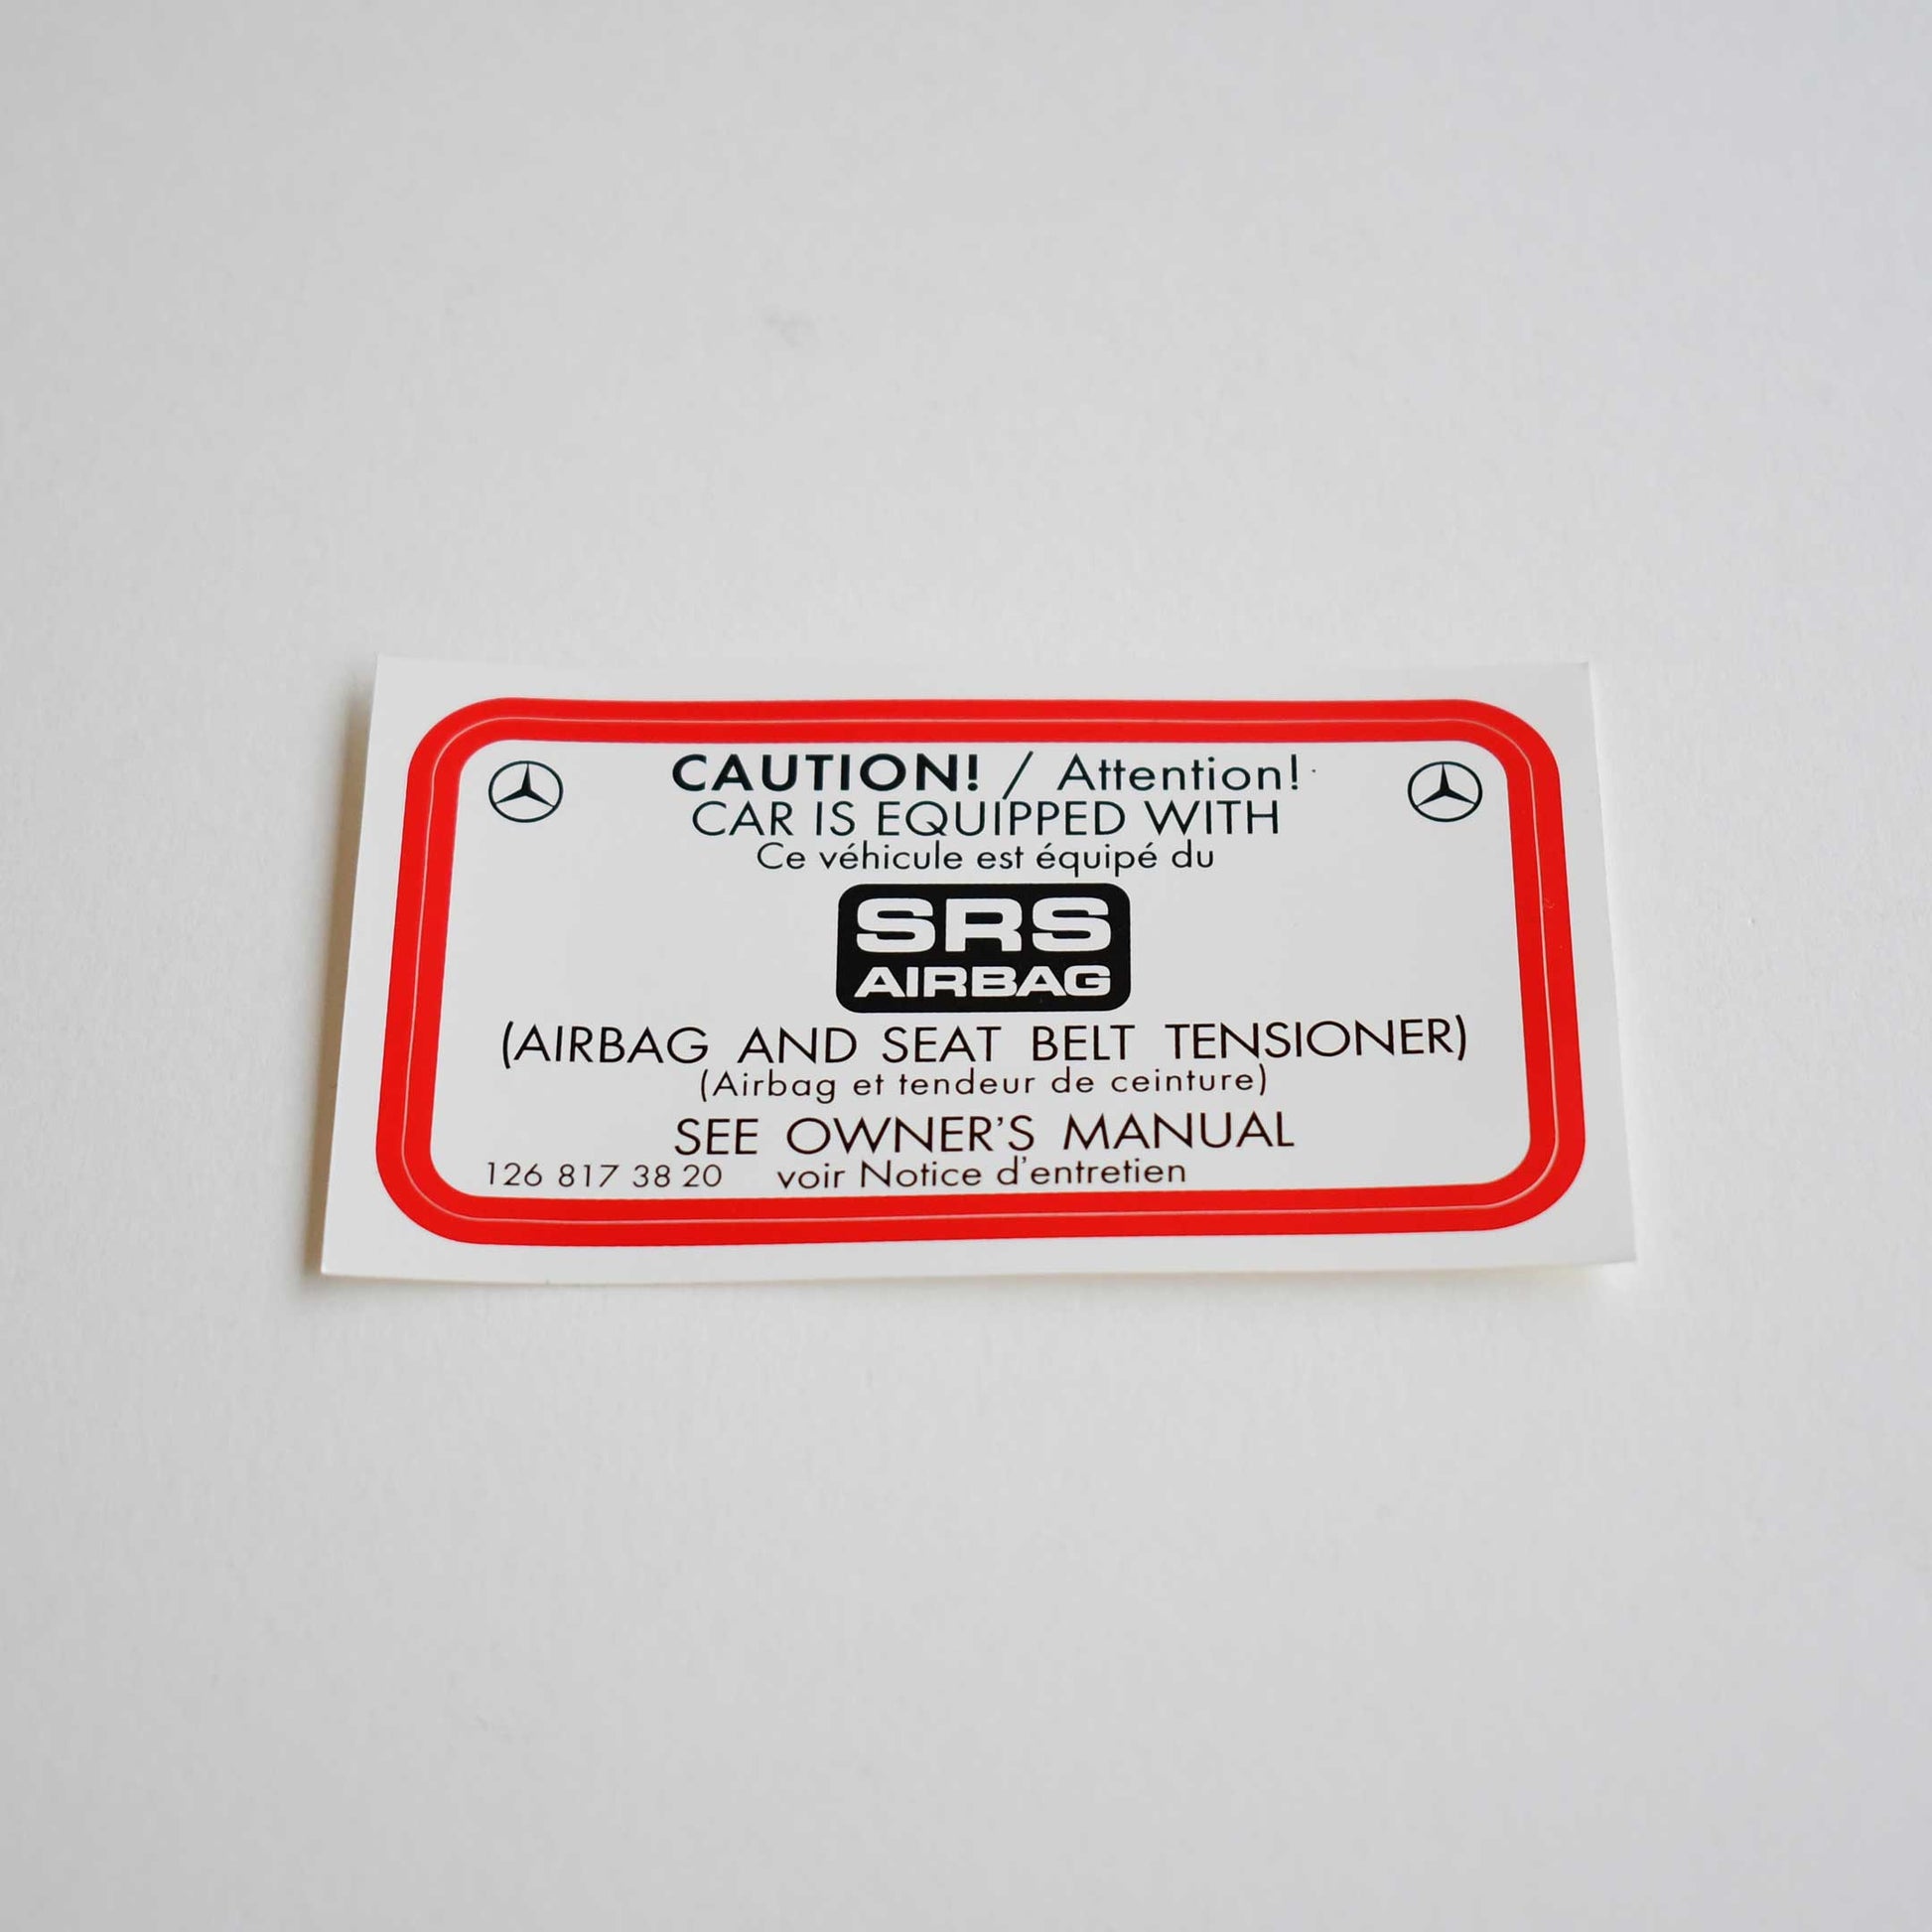 CAUTION! / Attention!
CAR IS EQUIPPED WITH
Ce véhicule est équipé du
SRS
AIRBAG
(AIRBAG AND SEAT BELT TENSIONER)
(Airbag et tendeur de ceinture)
SEE OWNER'S MANUAL
126 817 38 20 voir Notice d'entretien